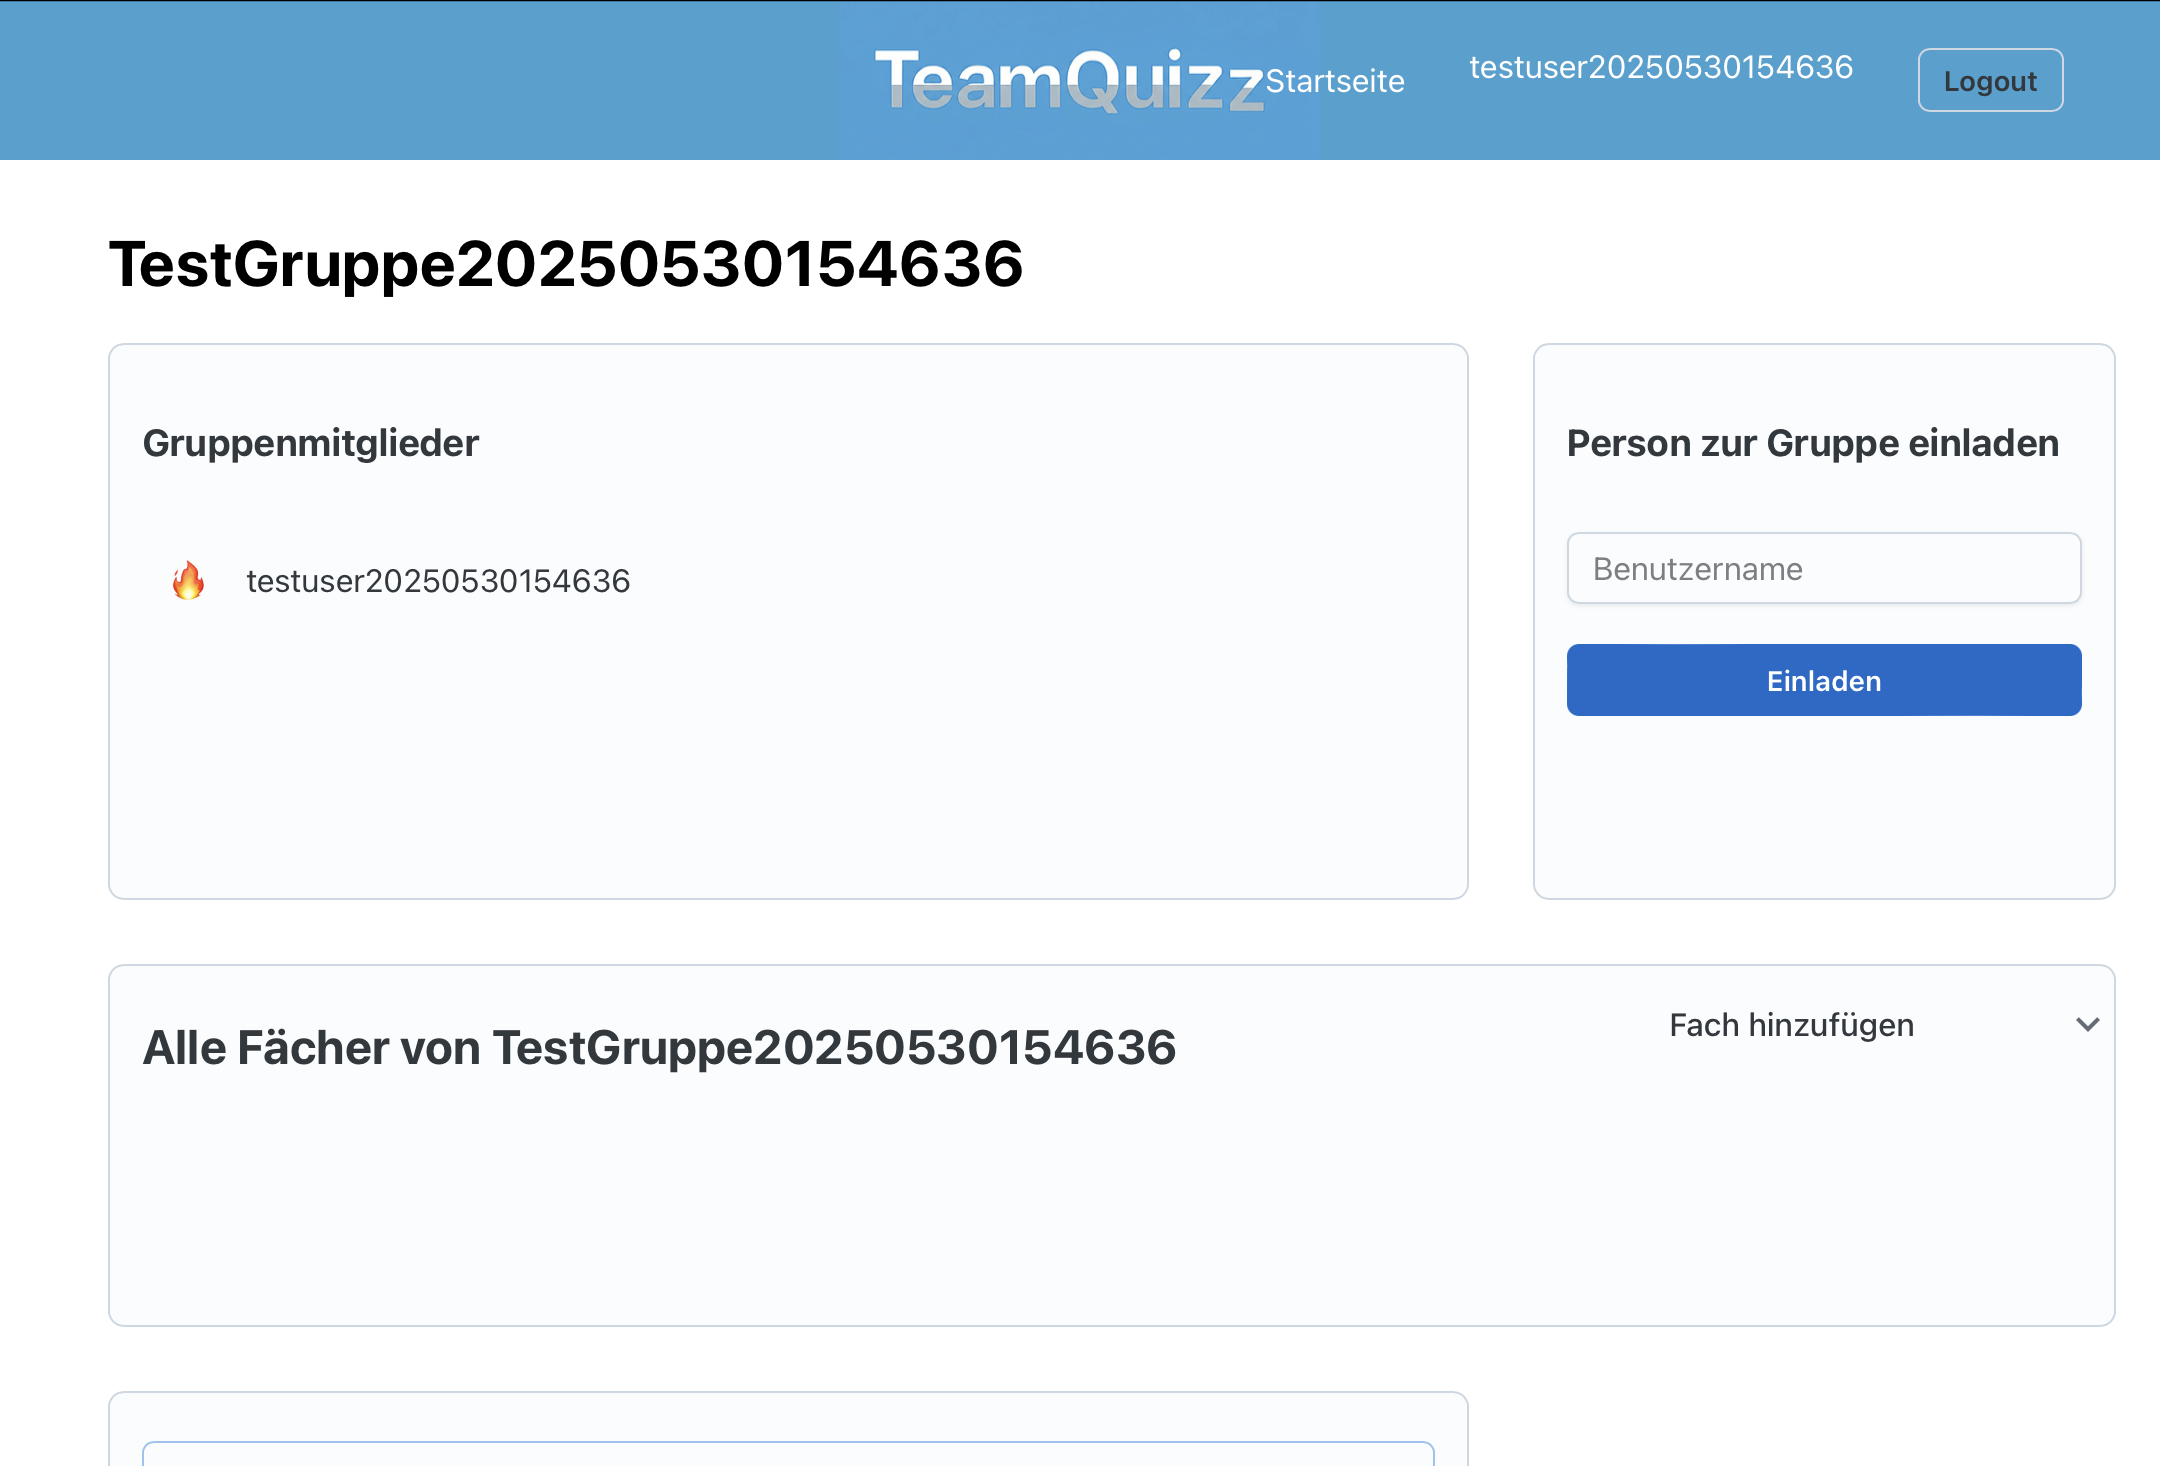 TeamQuizz
Startseite
testuser20250530154636
Logout
TestGruppe20250530154636
Gruppenmitglieder
testuser20250530154636
Person zur Gruppe einladen
Benutzername
Einladen
Alle Fächer von TestGruppe20250530154636
Fach hinzufügen